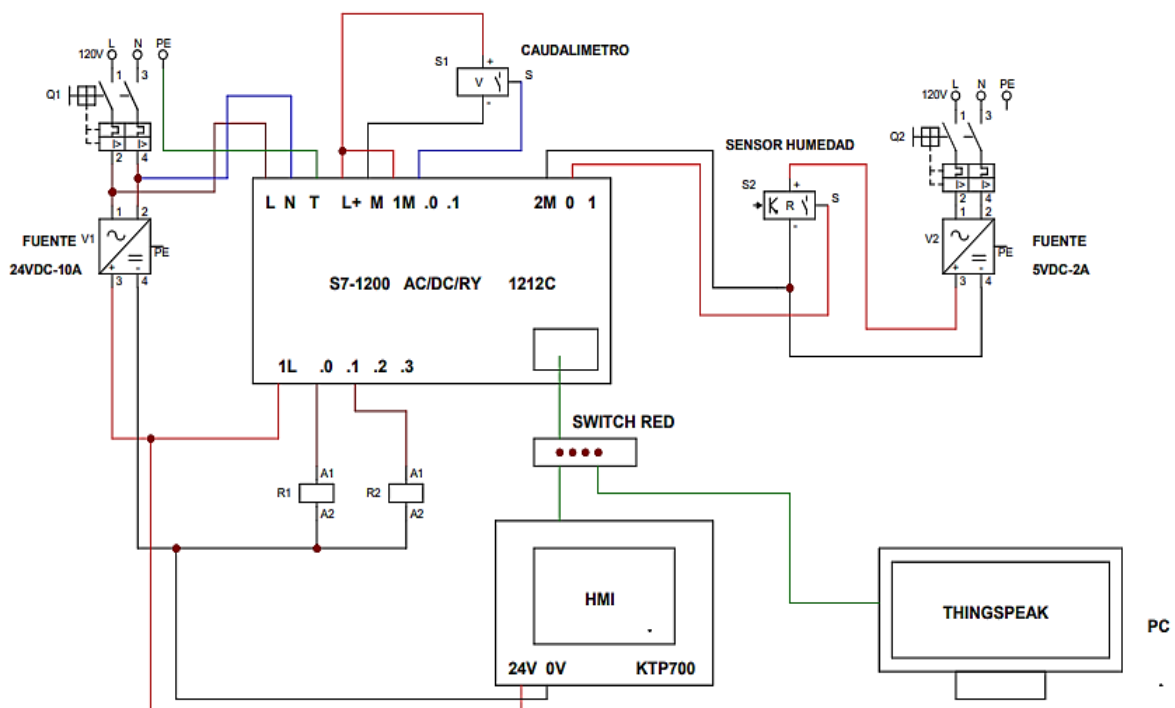 L N PE
120V
1 3
Q1
I> I>
2 4
1 2
FUENTE V1
PE
24VDC-10A
3 4
CAUDALIMETRO
S1 + S
V
-
L N T L+ M 1M .0 .1 2M 0 1
S7-1200 AC/DC/RY 1212C
1L .0 .1 .2 .3
SENSOR HUMEDAD
S2 + S
R
-
L N PE
120V
1 3
Q2
I> I>
2 4
1 2
V2 FUENTE
PE
5VDC-2A
3 4
SWITCH RED
A1 A1
R1 R2
A2 A2
HMI
24V 0V KTP700
THINGSPEAK
PC